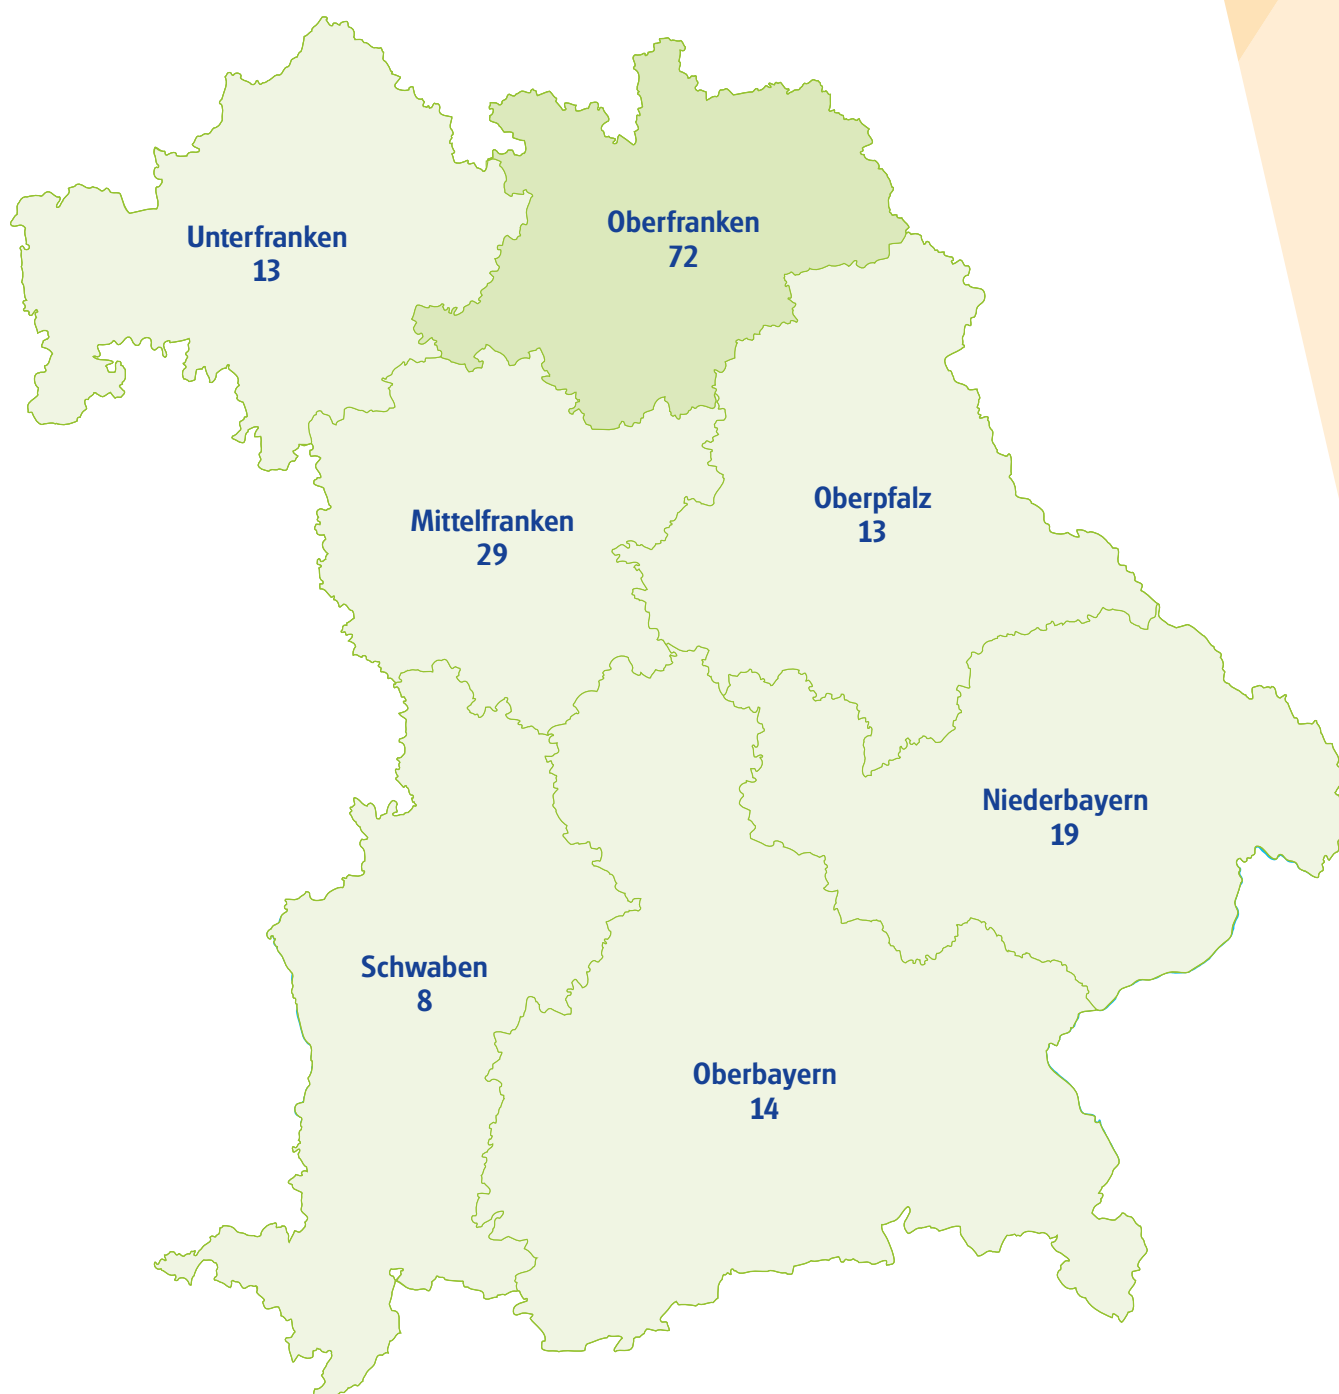 Unterfranken
13
Oberfranken
72
Mittelfranken
29
Oberpfalz
13
Niederbayern
19
Schwaben
8
Oberbayern
14